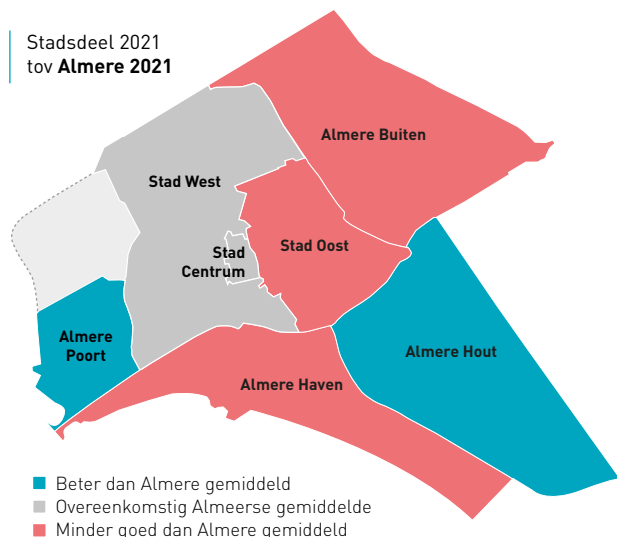 Stadsdeel 2021
tov Almere 2021
Almere Buiten
Stad West
Stad Oost
Stad
Centrum
Almere
Poort
Almere Hout
Almere Haven
Beter dan Almere gemiddeld
Overeenkomstig Almeerse gemiddelde
Minder goed dan Almere gemiddeld